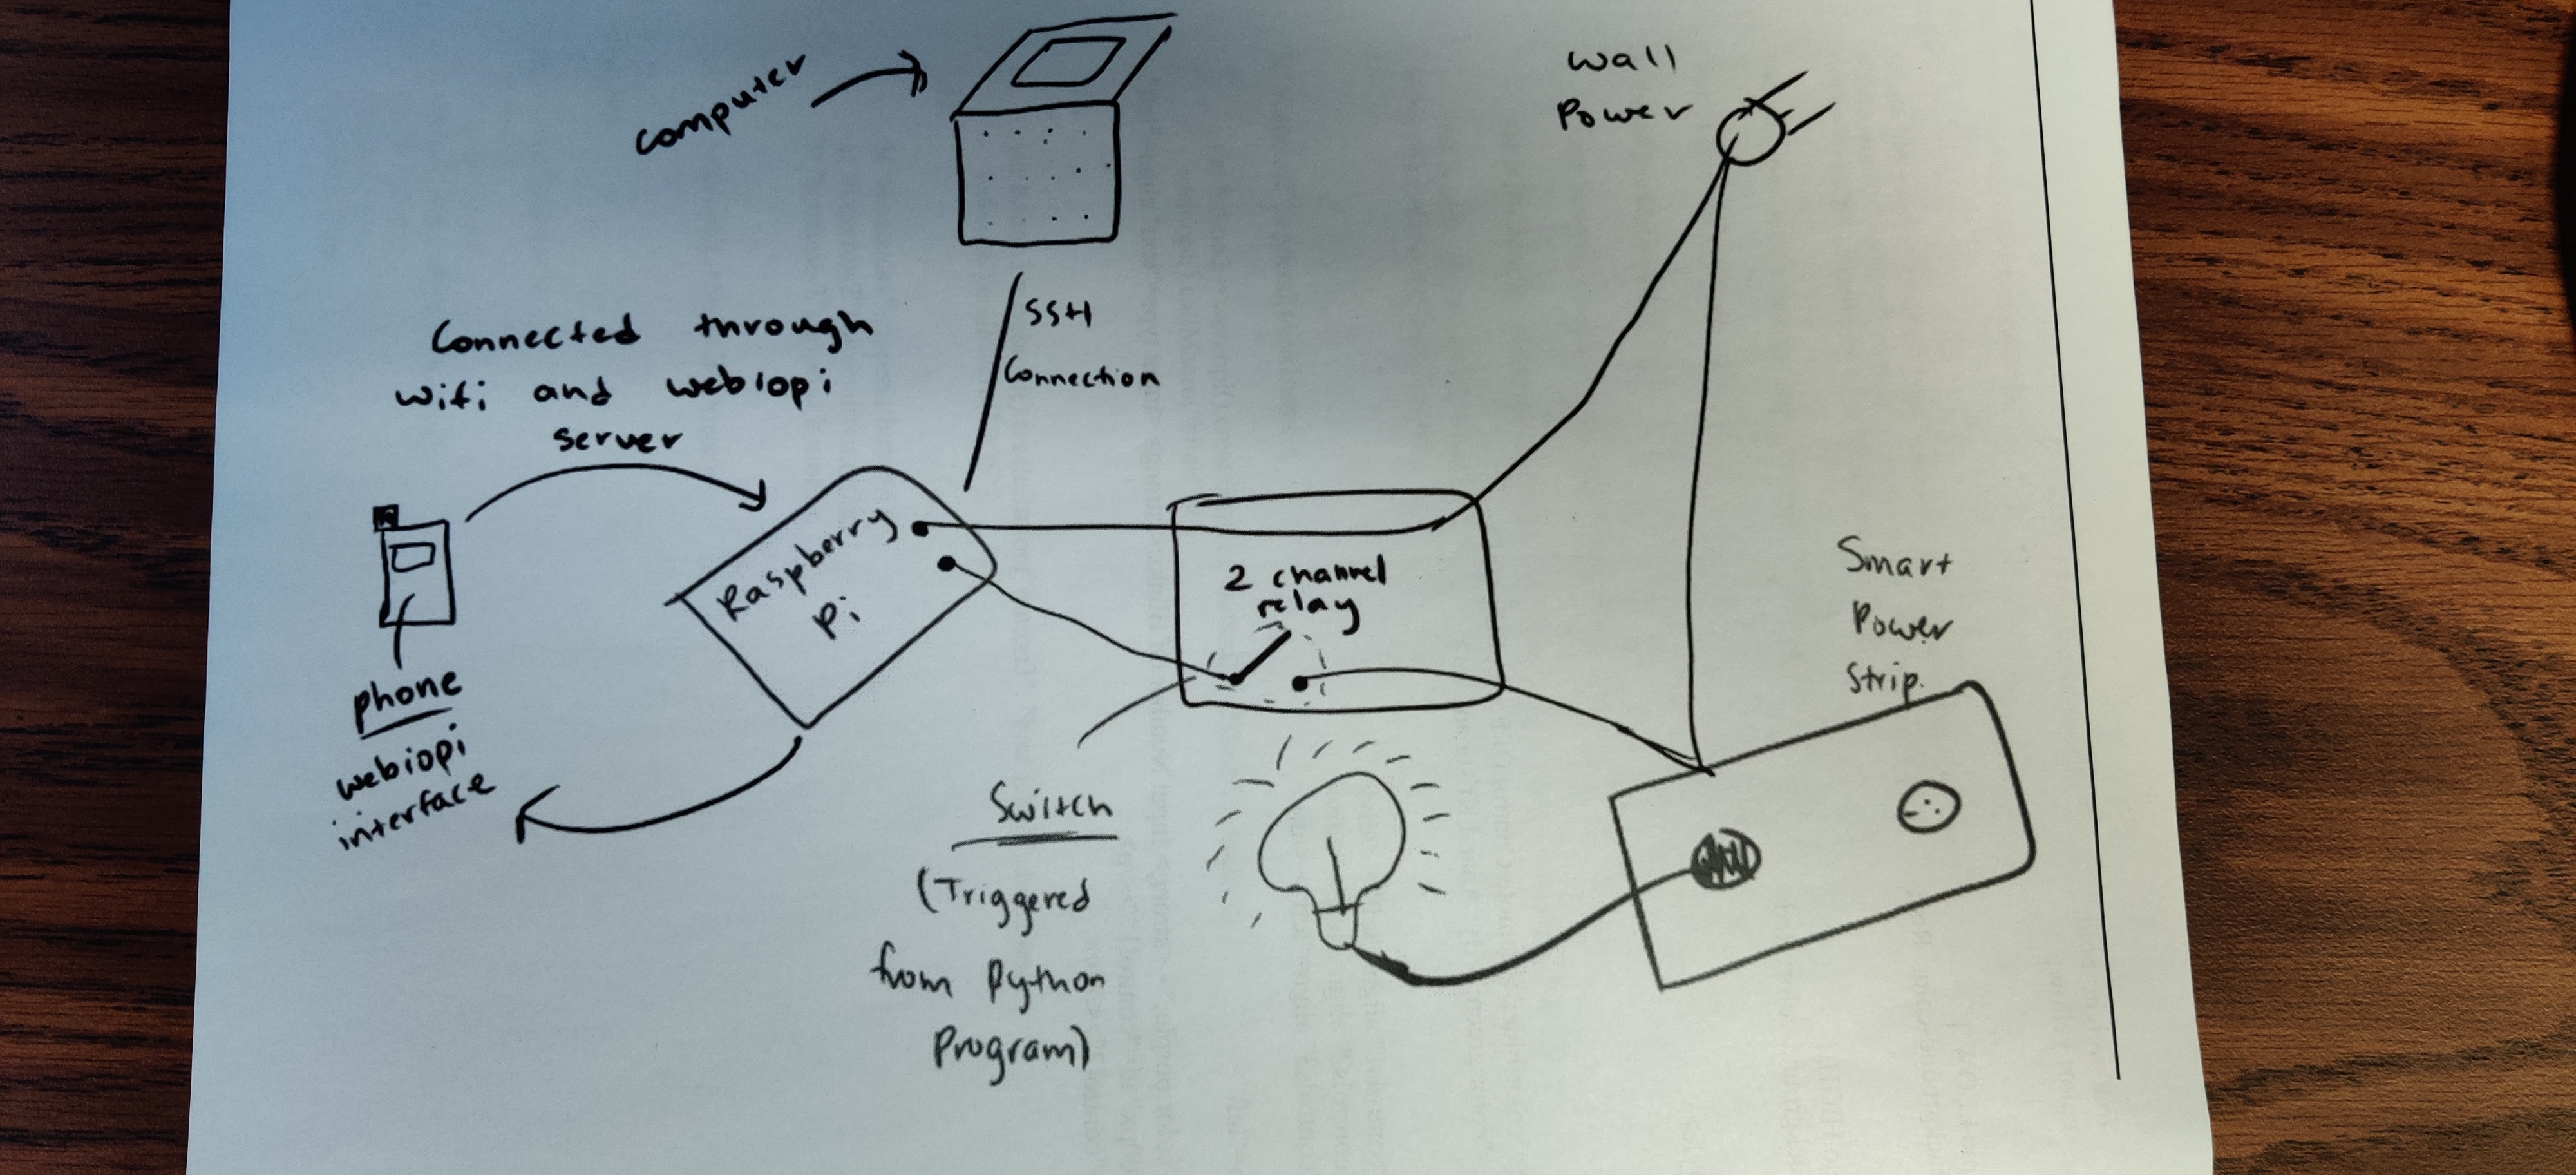 computer
wall
Power
SSH
Connection
Connected through
wifi and webiopi
server
Raspberry
Pi
2 channel
relay
Smart
Power
Strip.
phone
webiopi
interface
Switch
(Triggered
from python
Program)